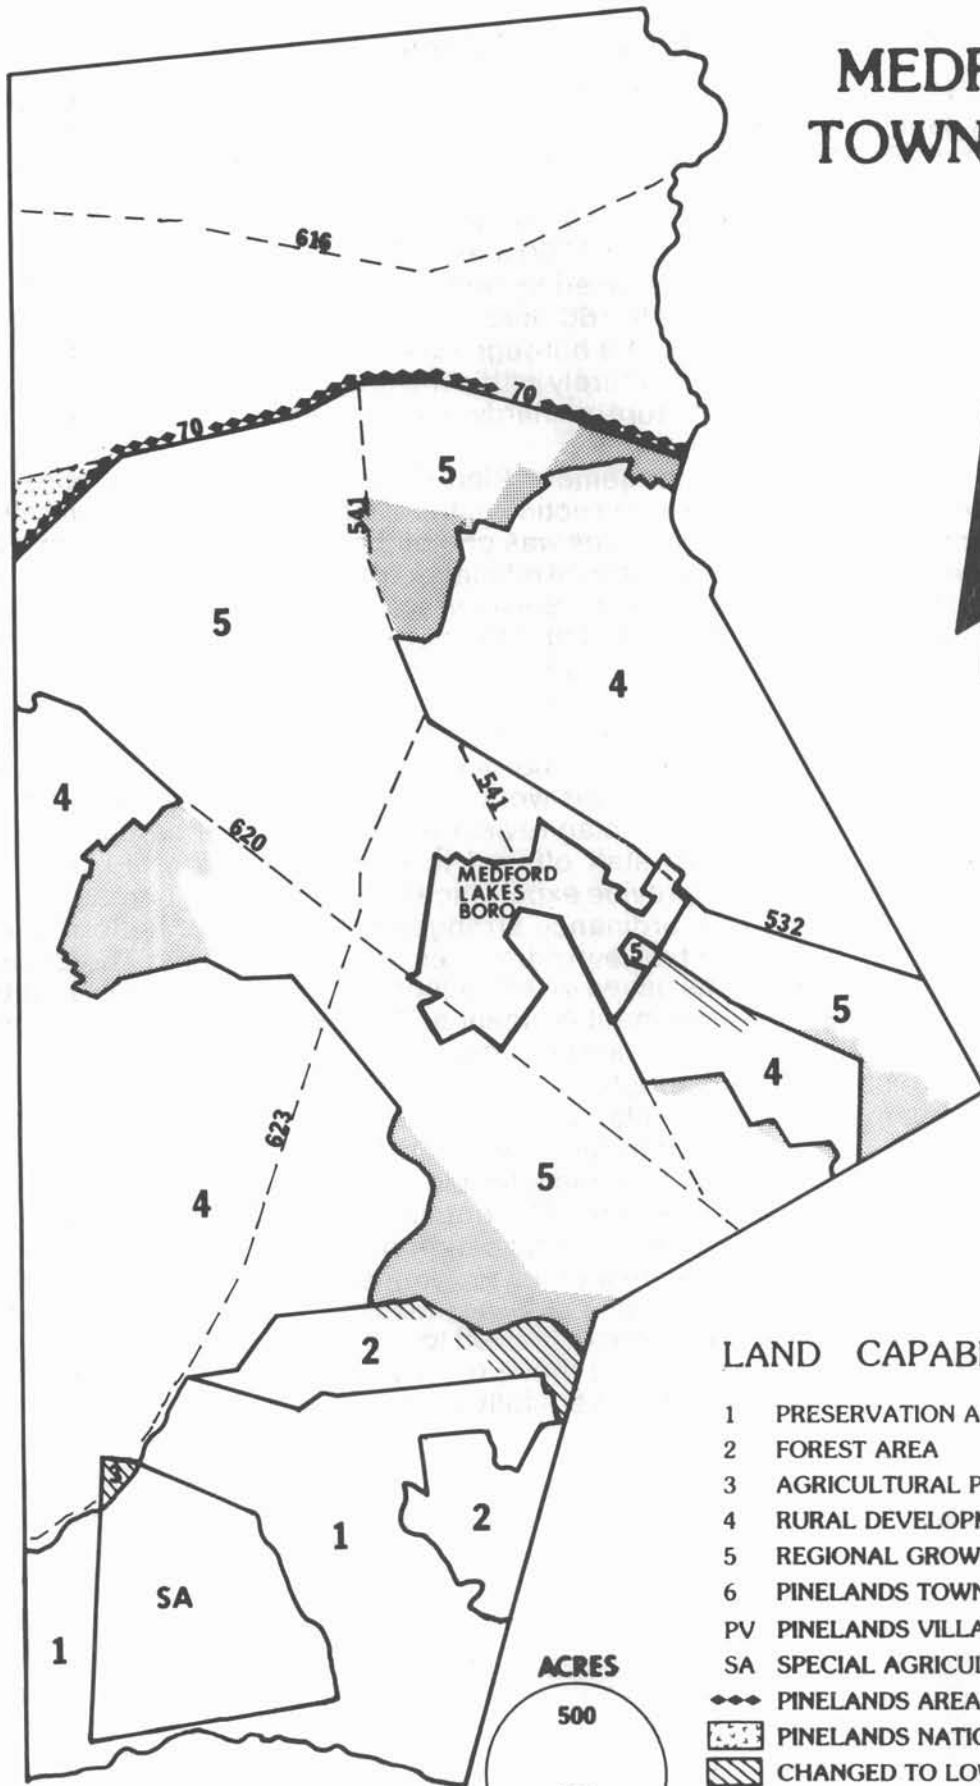 MEDF
TOWN
616
70
70
541
5
5
4
4
541
620
MEDFORD
LAKES
BORO
532
5
5
4
623
5
4
2
3
1
2
SA
1
ACRES
500
LAND CAPAB
1 PRESERVATION A
2 FOREST AREA
3 AGRICULTURAL P
4 RURAL DEVELOP
5 REGIONAL GROW
6 PINELANDS TOWN
PV PINELANDS VILLA
SA SPECIAL AGRICUL
PINELANDS AREA
PINELANDS NATIO
CHANGED TO LO